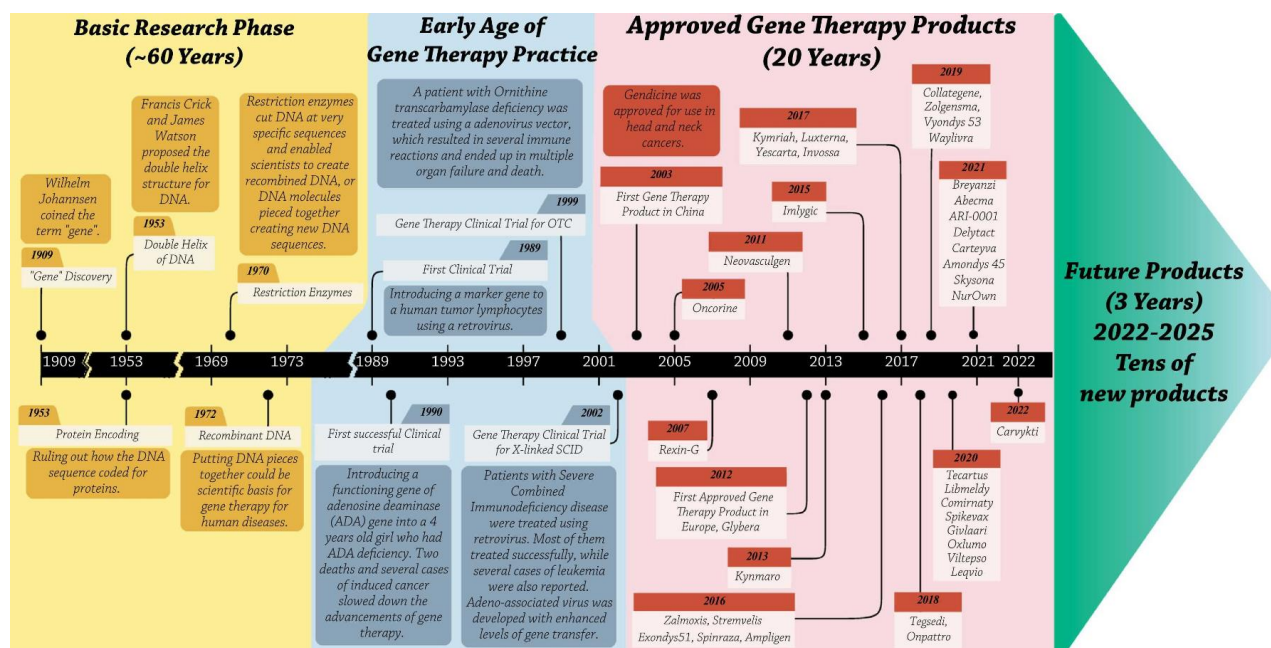 Basic Research Phase
(~60 Years)
Early Age of
Gene Therapy Practice
Approved Gene Therapy Products
(20 Years)
Wilhelm
Johannsen
coined the
term "gene".
1909
"Gene" Discovery
Francis Crick
and James
Watson
proposed the
double helix
structure for
DNA.
1953
Double Helix
of DNA
Restriction enzymes
cut DNA at very
specific sequences
and enabled
scientists to create
recombined DNA, or
DNA molecules
pieced together
creating new DNA
sequences.
1970
Restriction Enzymes
A patient with Ornithine
transcarbamylase deficiency was
treated using a adenovirus vector,
which resulted in several immune
reactions and ended up in multiple
organ failure and death.
1999
Gene Therapy Clinical Trial for OTC
1989
First Clinical Trial
Introducing a marker gene to
a human tumor lymphocytes
using a retrovirus.
Gendicine was
approved for use in
head and neck
cancers.
2003
First Gene Therapy
Product in China
2005
Oncorine
2011
Neovasculgen
2015
Imlygic
2017
Kymriah, Luxterna,
Yescarta, Invossa
2019
Collategene,
Zolgensma,
Vyondys 53
Waylivra
2021
Breyanzi
Abecma
ARI-0001
Delytact
Carteyva
Amondys 45
Skysona
NurOwn
1909 1953 1969 1973 1989 1993 1997 2001 2005 2009 2013 2017 2021 2022
1953
Protein Encoding
Ruling out how the DNA
sequence coded for
proteins.
1972
Recombinant DNA
Putting DNA pieces
together could be
scientific basis for
gene therapy for
human diseases.
1990
First successful Clinical
trial
Introducing a
functioning gene of
adenosine deaminase
(ADA) gene into a 4
years old girl who had
ADA deficiency. Two
deaths and several cases
of induced cancer
slowed down the
advancements of gene
therapy.
2002
Gene Therapy Clinical Trial
for X-linked SCID
Patients with Severe
Combined
Immunodeficiency disease
were treated using
retrovirus. Most of them
treated successfully, while
several cases of leukemia
were also reported.
Adeno-associated virus was
developed with enhanced
levels of gene transfer.
2007
Rexin-G
2012
First Approved Gene
Therapy Product in
Europe, Glybera
2013
Kynmaro
2016
Zalmoxis, Stremvelis
Exondys51, Spinraza, Ampligen
2018
Tegsedi,
Onpattro
2020
Tecartus
Libmeldy
Comirnaty
Spikevax
Givlaari
Oxlumo
Viltepso
Leqvio
2022
Carvykti
Future Products
(3 Years)
2022-2025
Tens of
new products